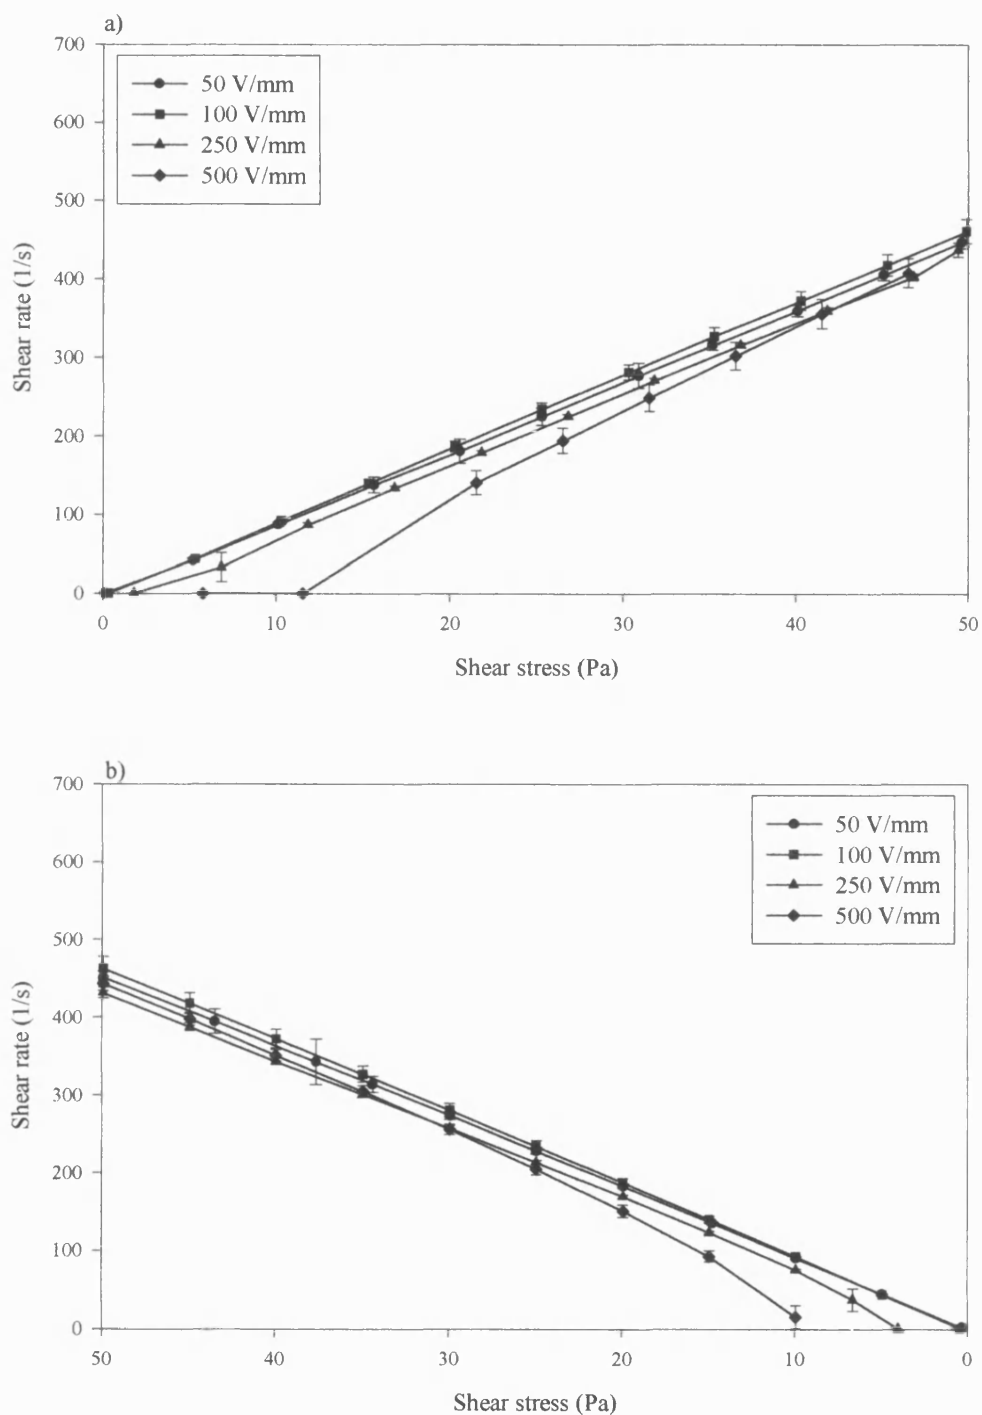 a)
700
600
500
400
300
200
100
0
Shear rate (1/s)
50 V/mm
100 V/mm
250 V/mm
500 V/mm
0 10 20 30 40 50
Shear stress (Pa)
b)
700
600
500
400
300
200
100
0
Shear rate (1/s)
50 V/mm
100 V/mm
250 V/mm
500 V/mm
50 40 30 20 10 0
Shear stress (Pa)